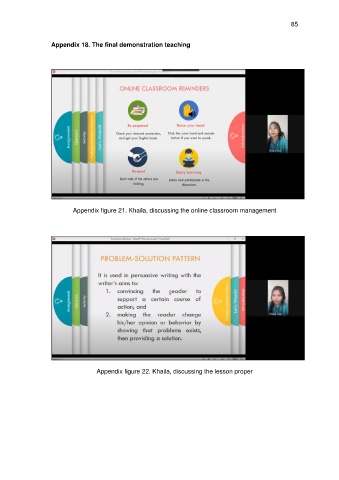 85
Appendix 18. The final demonstration teaching
ONLINE CLASSROOM REMINDERS
Be prepared
Raise your hand
Check your internet connection,
and get your English book.
Click the raise hand and unmute
button if you want to speak.
Respect
Enjoy learning
Don't talk if the others are
talking.
Listen and participate in the
discussion.
Assignment
Activity
Appendix figure 21. Khaila, discussing the online classroom management
PROBLEM-SOLUTION PATTERN
It is used in persuasive writing with the
writer's aims to:
1. convincing the reader to
support a certain course of
action; and
2. making the reader change
his/her opinion or behavior by
showing that problems exists,
then providing a solution.
Assignment
Activity
Appendix figure 22. Khaila, discussing the lesson proper